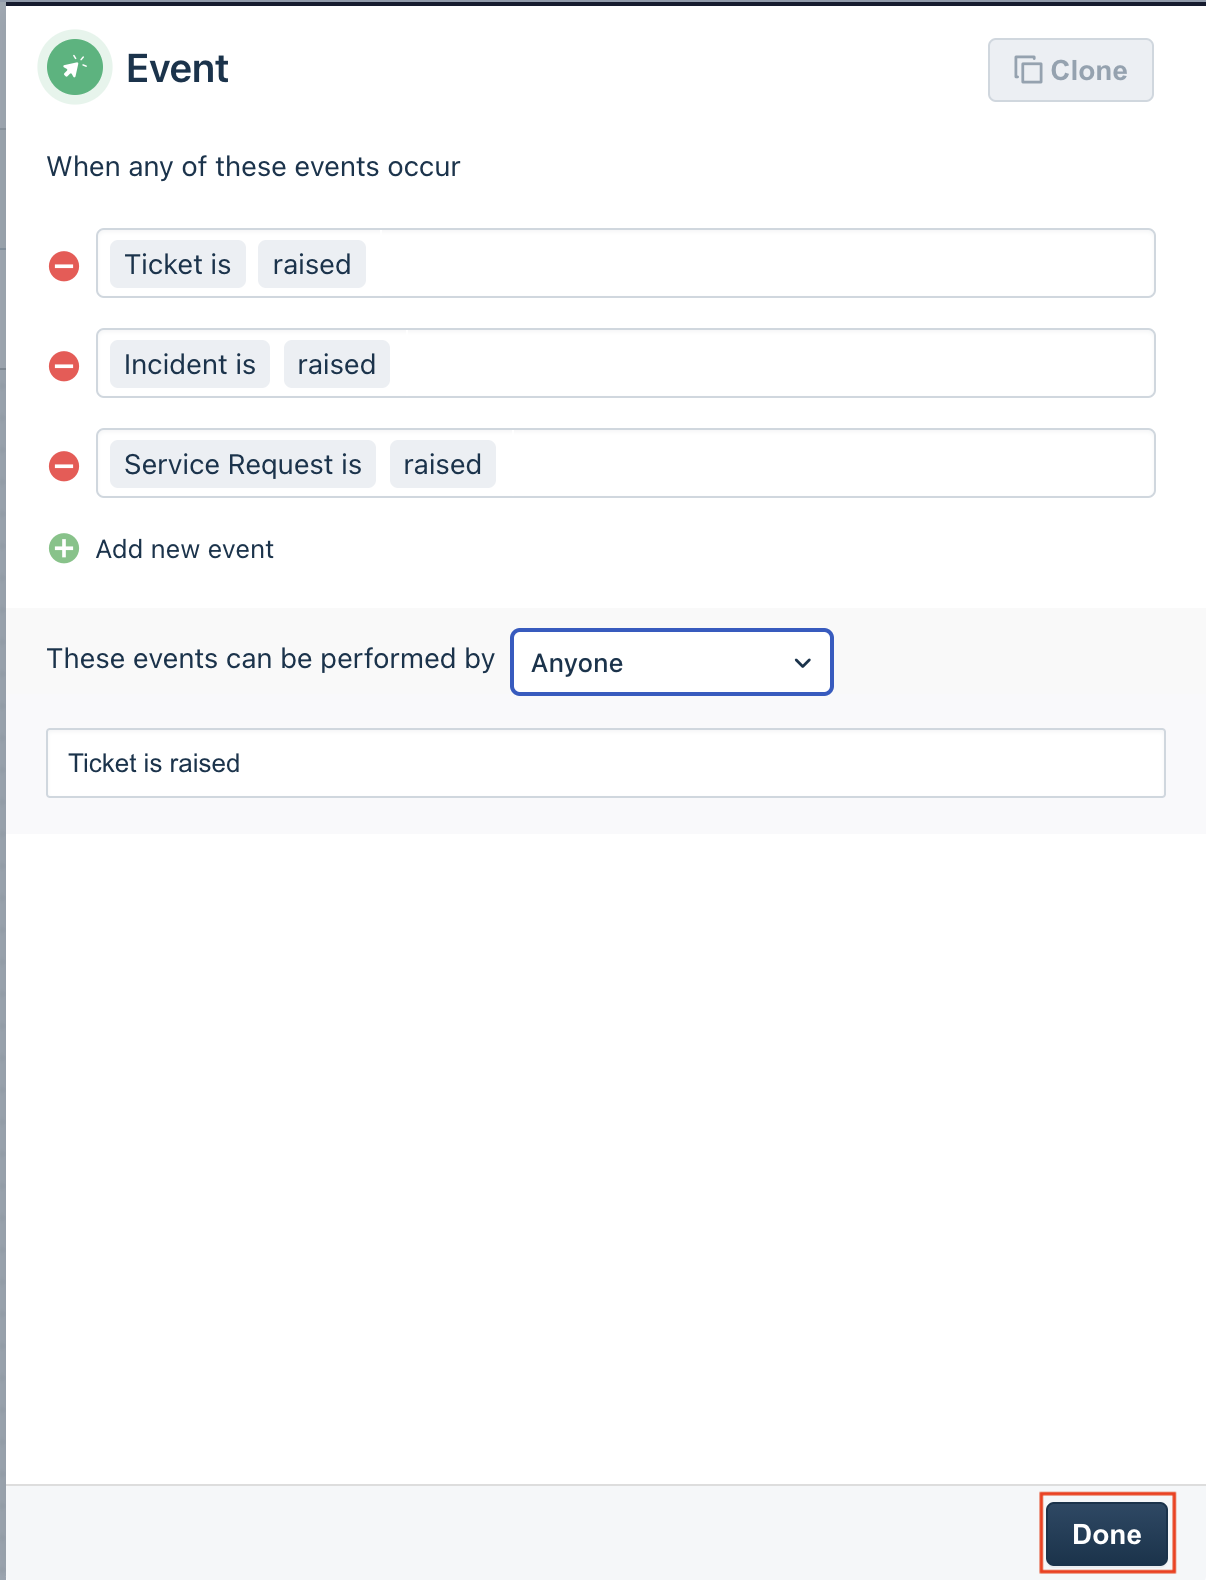 Event
Clone
When any of these events occur
Ticket is raised
Incident is raised
Service Request is raised
Add new event
These events can be performed by Anyone
Ticket is raised
Done